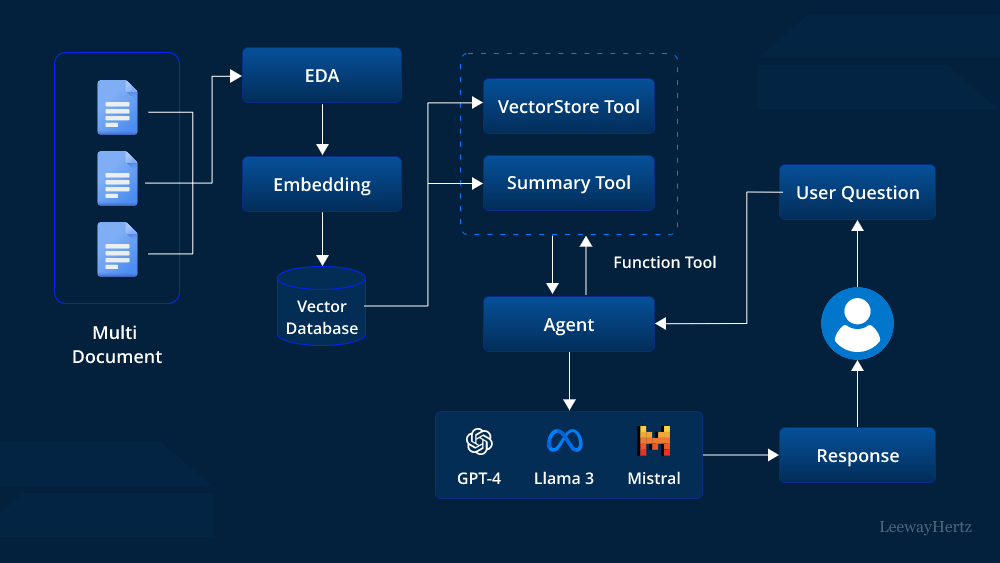 EDA
VectorStore Tool
Embedding
Summary Tool
User Question
Function Tool
Vector
Database
Agent
Multi
Document
GPT-4
Llama 3
Mistral
Response
LeewayHertz